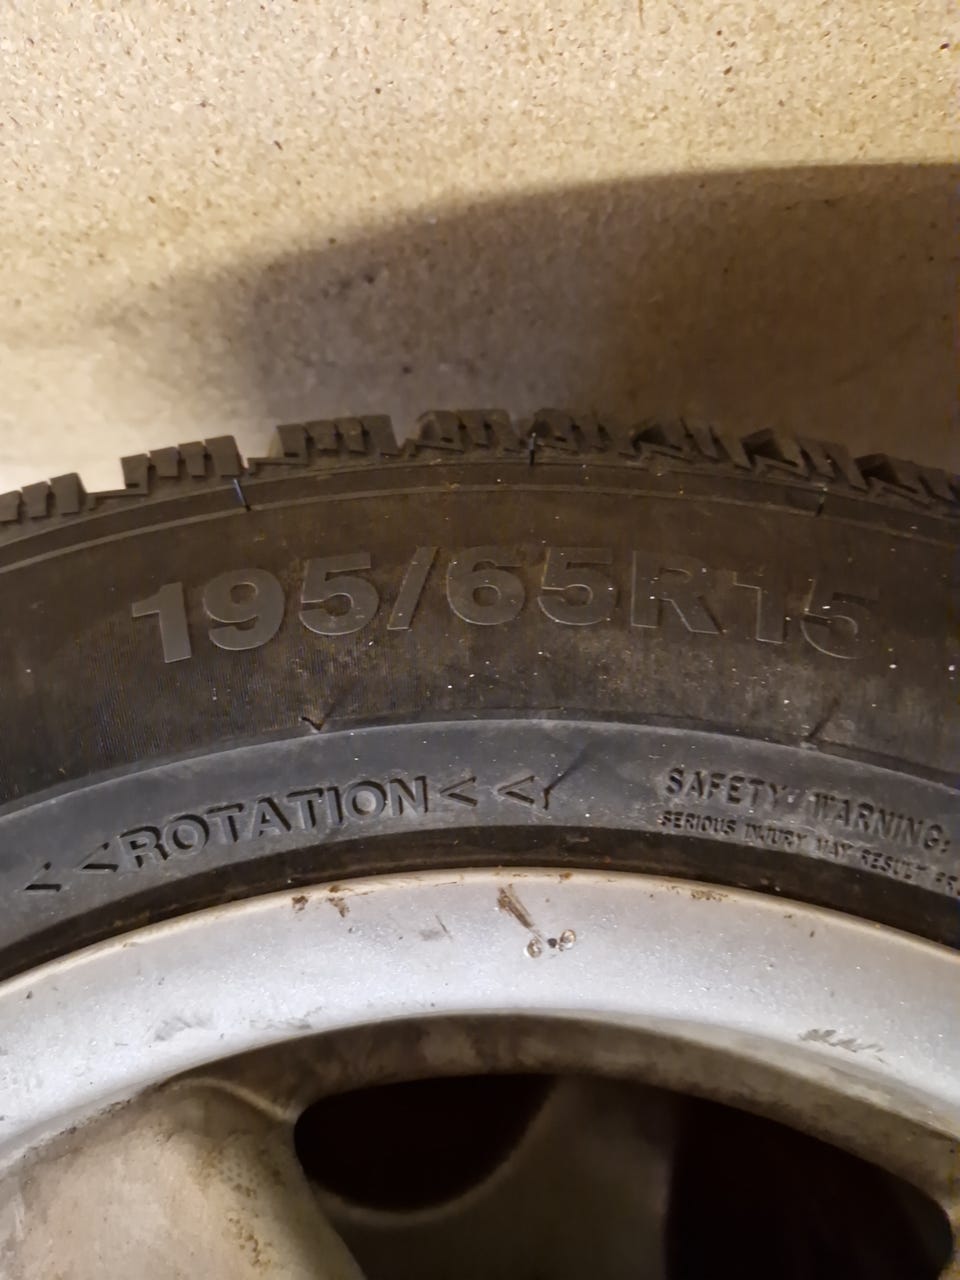 195/65R15
<<ROTATION<<<
SAFETY WARNING:
SERIOUS INJURY MAY RESULT